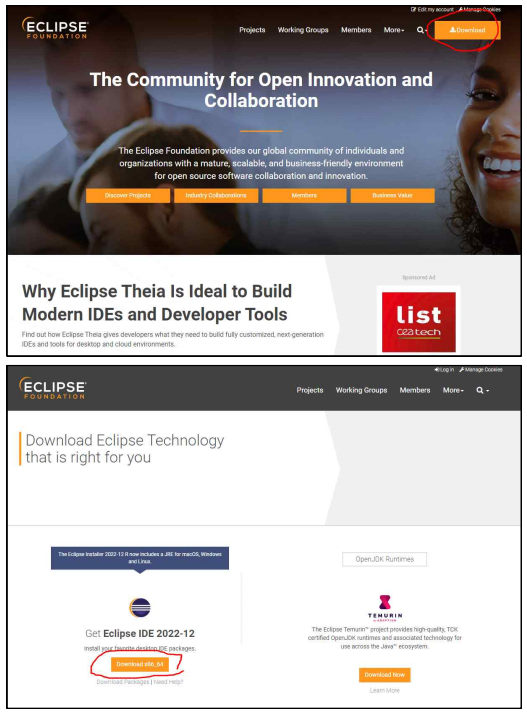 Edit my account Manage Cookies
ECLIPSE
FOUNDATION
Projects Working Groups Members More Download
The Community for Open Innovation and
Collaboration
The Eclipse Foundation provides our global community of individuals and
organizations with a mature, scalable, and business-friendly environment
for open source software collaboration and innovation.
Discover Projects Industry Collaborations Members Business Value
Why Eclipse Theia Is Ideal to Build
Modern IDEs and Developer Tools
Find out how Eclipse Theia gives developers what they need to build fully customized, next-generation
IDEs and tools for desktop and cloud environments.
Sponsored Ad
list
cea tech
Log in Manage Cookies
ECLIPSE
FOUNDATION
Projects Working Groups Members More
Download Eclipse Technology
that is right for you
The Eclipse Installer 2022-12 R now includes a JRE for macOS, Windows
and Linux.
Get Eclipse IDE 2022-12
Install your favorite desktop IDE packages.
Download x86_64
Download Packages | Need Help?
OpenJDK Runtimes
TEMURIN
by ADOPTIUM
The Eclipse Temurin™ project provides high-quality, TCK
certified OpenJDK runtimes and associated technology for
use across the Java™ ecosystem.
Download Now
Learn More